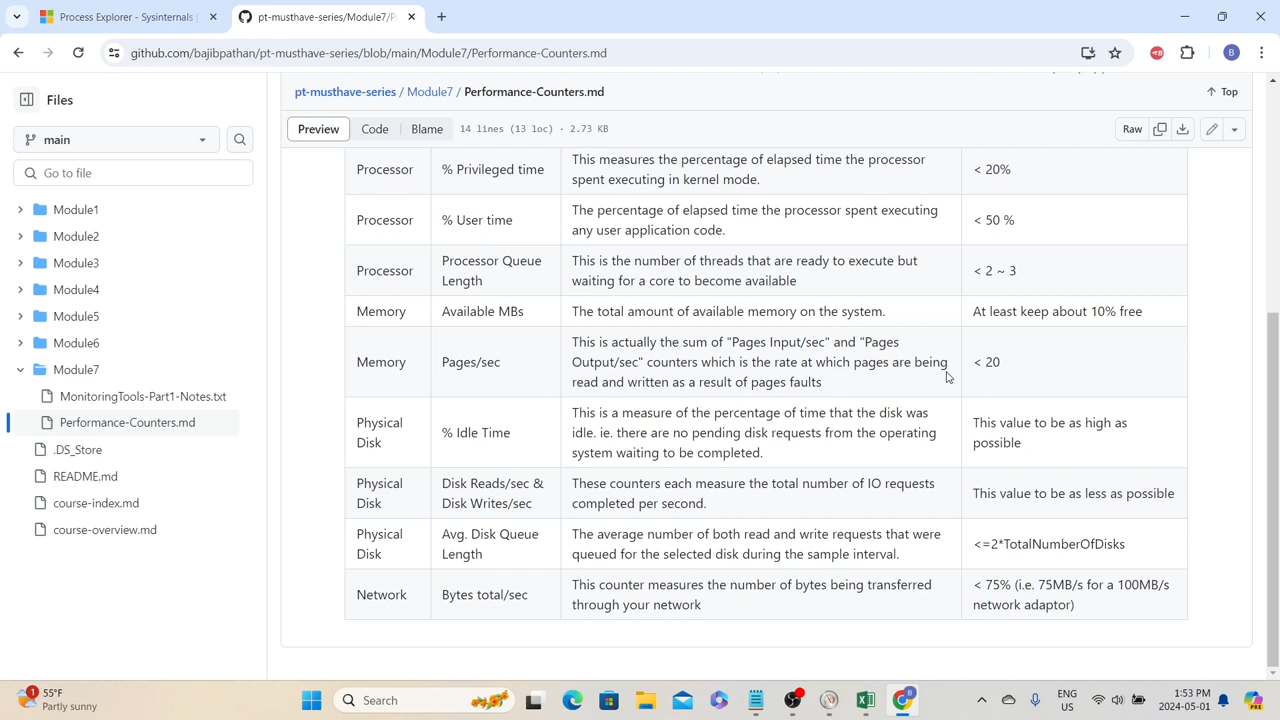 Process Explorer - Sysinternals
pt-musthave-series/Module7/P
github.com/bajibpathan/pt-musthave-series/blob/main/Module7/Performance-Counters.md
B
Files
main
Go to file
Module1
Module2
Module3
Module4
Module5
Module6
Module7
MonitoringTools-Part1-Notes.txt
Performance-Counters.md
.DS_Store
README.md
course-index.md
course-overview.md
pt-musthave-series / Module7 / Performance-Counters.md
Top
Preview Code Blame 14 lines (13 loc) · 2.73 KB
Raw
Processor % Privileged time This measures the percentage of elapsed time the processor
spent executing in kernel mode. < 20%
Processor % User time The percentage of elapsed time the processor spent executing
any user application code. < 50 %
Processor Processor Queue
Length This is the number of threads that are ready to execute but
waiting for a core to become available < 2 ~ 3
Memory Available MBs The total amount of available memory on the system. At least keep about 10% free
Memory Pages/sec This is actually the sum of "Pages Input/sec" and "Pages
Output/sec" counters which is the rate at which pages are being
read and written as a result of pages faults < 20
Physical
Disk % Idle Time This is a measure of the percentage of time that the disk was
idle. ie. there are no pending disk requests from the operating
system waiting to be completed. This value to be as high as
possible
Physical
Disk Disk Reads/sec &
Disk Writes/sec These counters each measure the total number of IO requests
completed per second. This value to be as less as possible
Physical
Disk Avg. Disk Queue
Length The average number of both read and write requests that were
queued for the selected disk during the sample interval. <=2*TotalNumberOfDisks
Network Bytes total/sec This counter measures the number of bytes being transferred
through your network < 75% (i.e. 75MB/s for a 100MB/s
network adaptor)
1
55°F
Partly sunny
Search
B
ENG
US
1:53 PM
2024-05-01
PRE